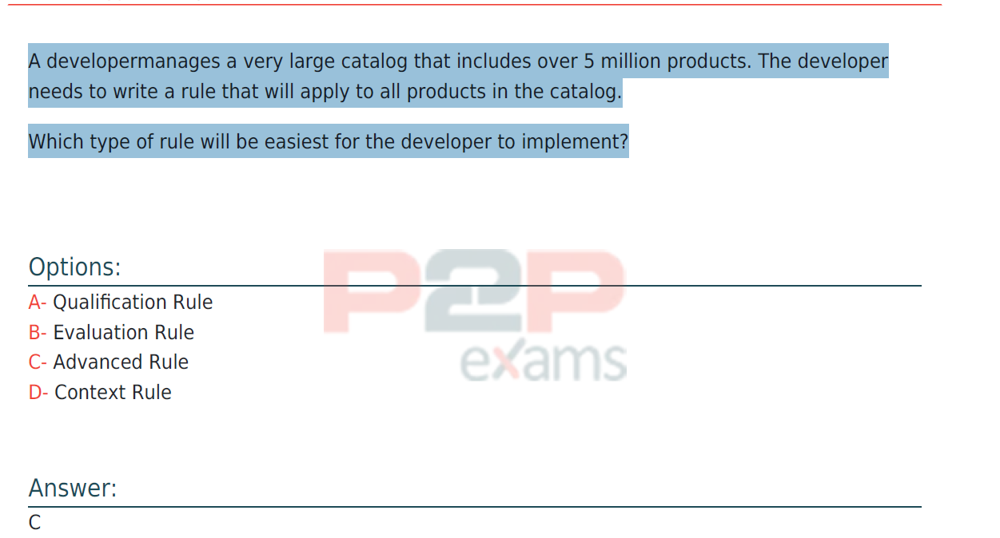 A developermanages a very large catalog that includes over 5 million products. The developer
needs to write a rule that will apply to all products in the catalog.
Which type of rule will be easiest for the developer to implement?
P2P
exams
Options:
A- Qualification Rule
B- Evaluation Rule
C- Advanced Rule
D- Context Rule
Answer:
C